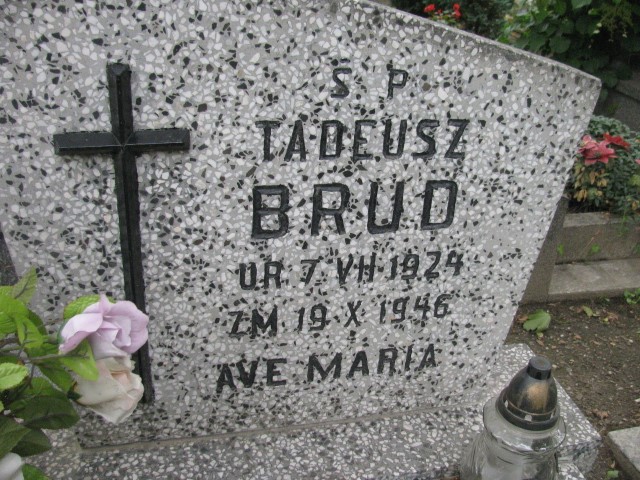 S P
TADEUSZ
BRUD
UR 7 VII 1924
ZM 19 X 1946
AVE MARIA